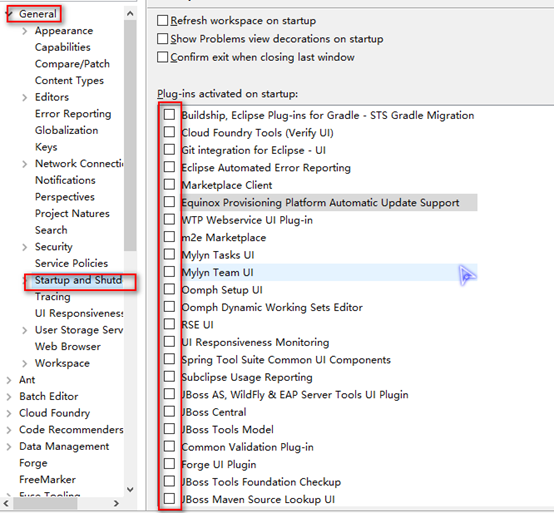 General
Appearance
Capabilities
Compare/Patch
Content Types
Editors
Error Reporting
Globalization
Keys
Network Connectio
Notifications
Perspectives
Project Natures
Search
Security
Service Policies
Startup and Shutd
Tracing
UI Responsiveness
User Storage Serv
Web Browser
Workspace
Ant
Batch Editor
Cloud Foundry
Code Recommenders
Data Management
Forge
FreeMarker
Fuse Tooling
Refresh workspace on startup
Show Problems view decorations on startup
Confirm exit when closing last window
Plug-ins activated on startup:
Buildship, Eclipse Plug-ins for Gradle - STS Gradle Migration
Cloud Foundry Tools (Verify UI)
Git integration for Eclipse - UI
Eclipse Automated Error Reporting
Marketplace Client
Equinox Provisioning Platform Automatic Update Support
WTP Webservice UI Plug-in
m2e Marketplace
Mylyn Tasks UI
Mylyn Team UI
Oomph Setup UI
Oomph Dynamic Working Sets Editor
RSE UI
UI Responsiveness Monitoring
Spring Tool Suite Common UI Components
Subclipse Usage Reporting
JBoss AS, WildFly & EAP Server Tools UI Plugin
JBoss Central
JBoss Tools Model
Common Validation Plug-in
Forge UI Plugin
JBoss Tools Foundation Checkup
JBoss Maven Source Lookup UI